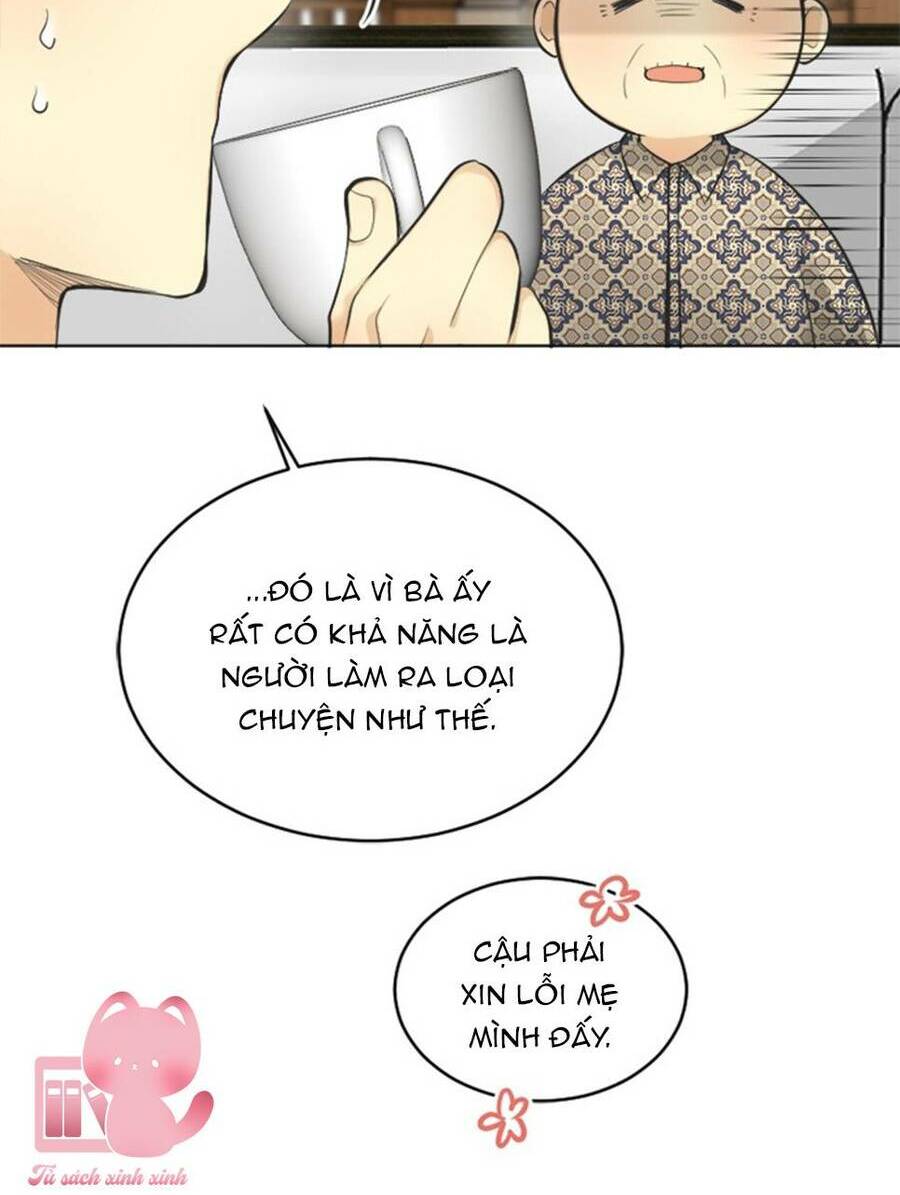 ...ĐÓ LÀ VÌ BÀ ẤY
RẤT CÓ KHẢ NĂNG LÀ
NGƯỜI LÀM RA LOẠI
CHUYỆN NHƯ THẾ.
CẬU PHẢI
XIN LỖI MẸ
MÌNH ĐẤY.
Tủ sách xinh xinh